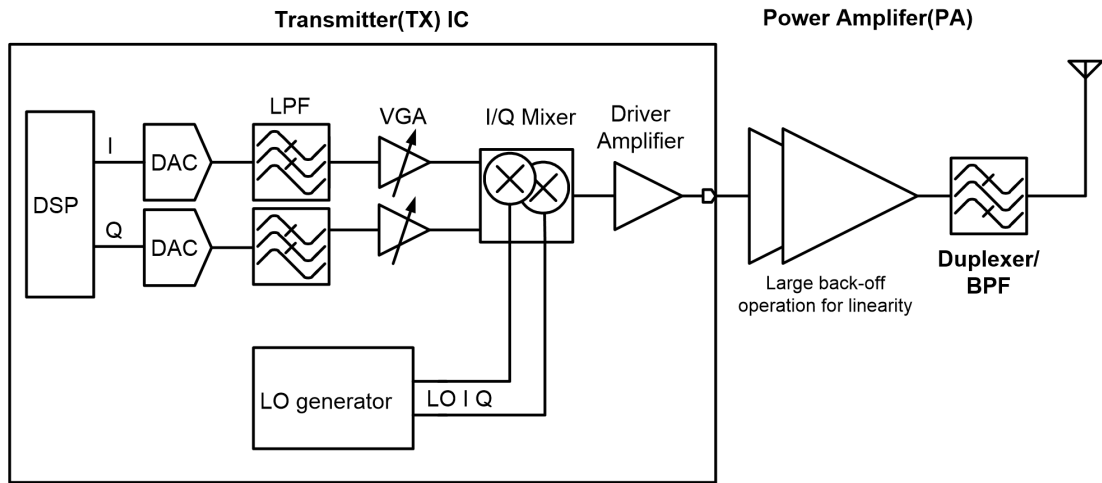 Transmitter(TX) IC
Power Amplifer(PA)
LPF
VGA
I/Q Mixer
Driver
Amplifier
I
DAC
DSP
Q
DAC
Large back-off
operation for linearity
Duplexer/
BPF
LO generator
LO I Q